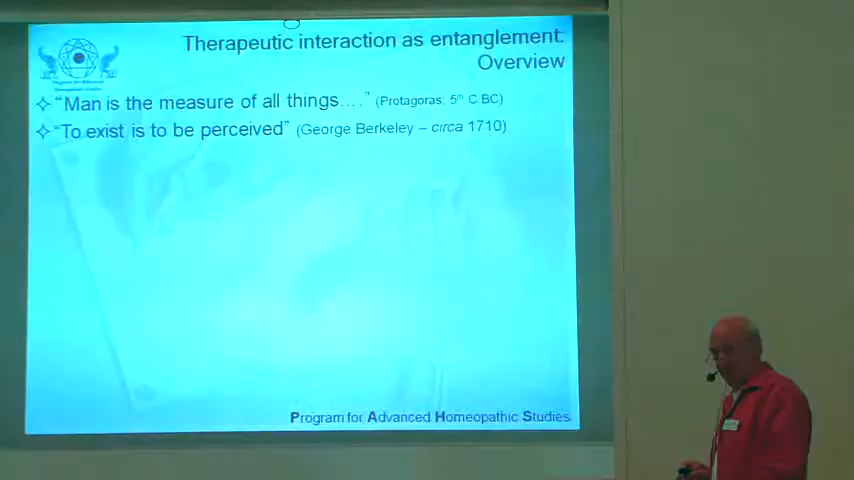 Therapeutic interaction as entanglement:
Overview
“Man is the measure of all things….” (Protagoras; 5th C BC)
“To exist is to be perceived” (George Berkeley – circa 1710)
Program for Advanced Homeopathic Studies